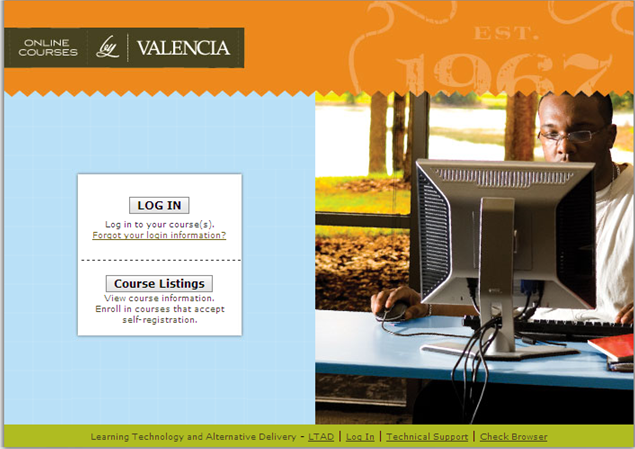 ONLINE
COURSES
by
VALENCIA
EST.
1967
LOG IN
Log in to your course(s).
Forgot your login information?
Course Listings
View course information.
Enroll in courses that accept
self-registration.
Learning Technology and Alternative Delivery - LTAD | Log In | Technical Support | Check Browser